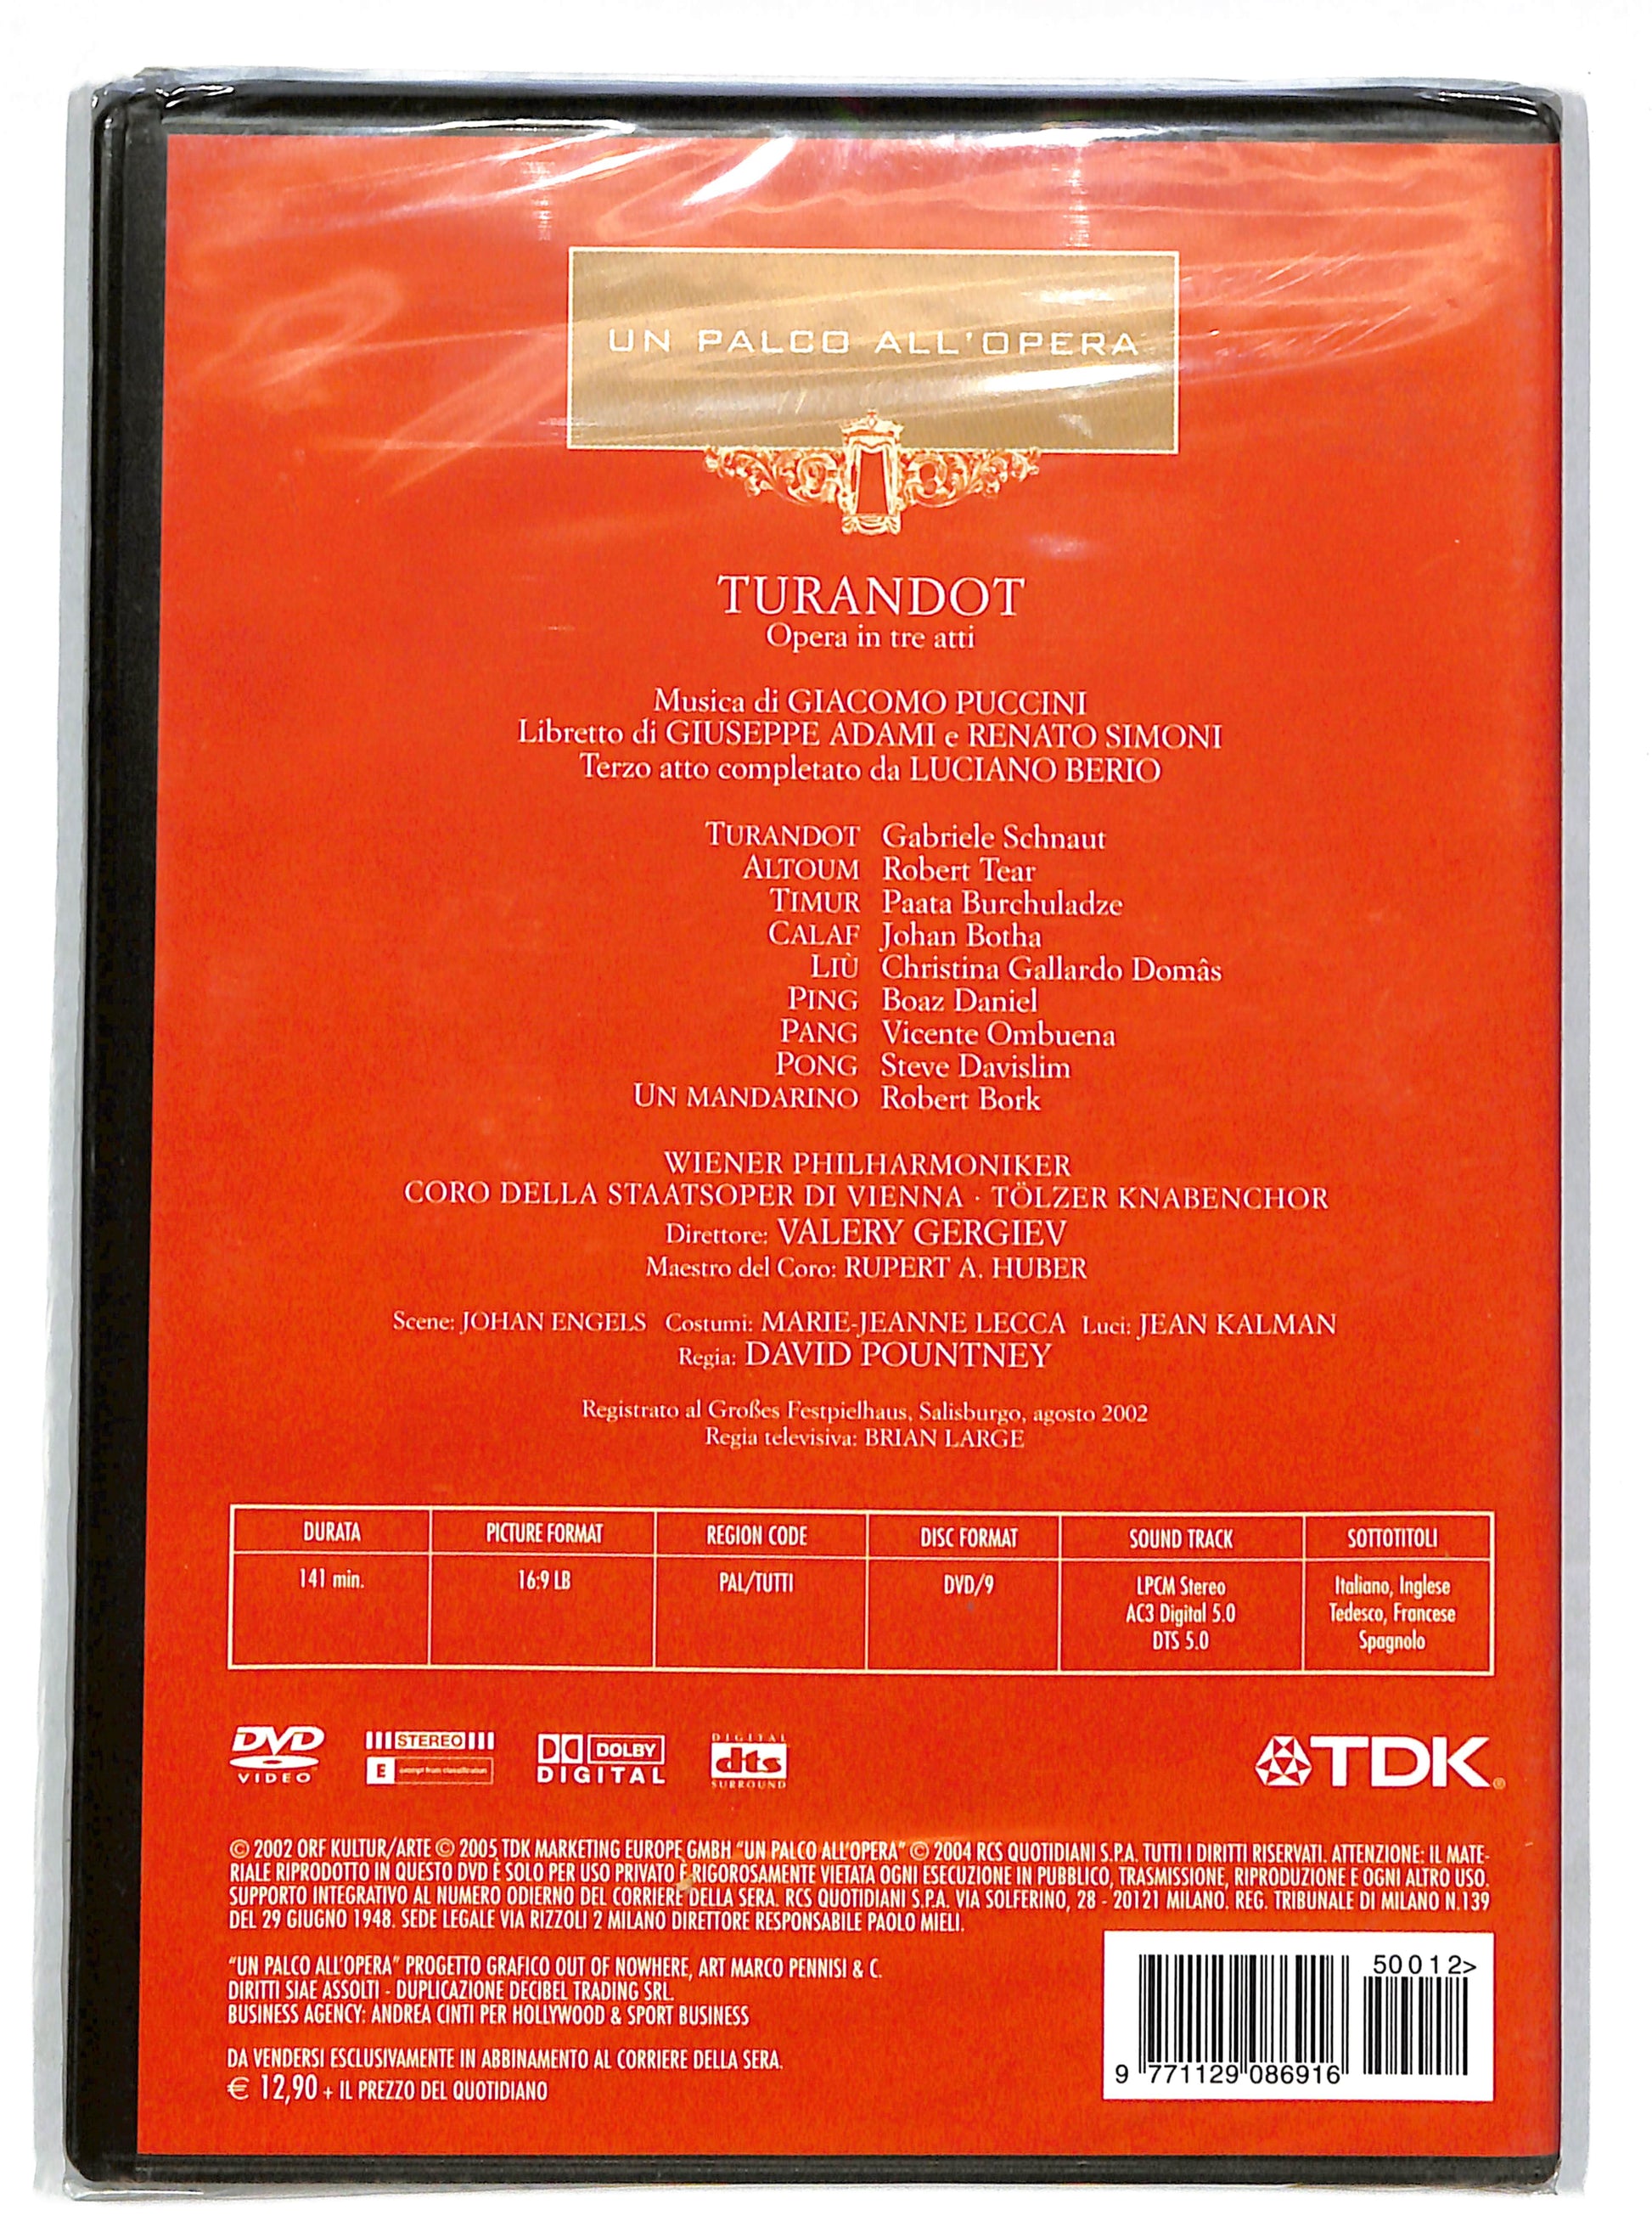 UN PALCO ALL'OPERA
TURANDOT
Opera in tre atti
Musica di GIACOMO PUCCINI
Libretto di GIUSEPPE ADAMI e RENATO SIMONI
Terzo atto completato da LUCIANO BERIO
TURANDOT Gabriele Schnaut
ALTOUM Robert Tear
TIMUR Paata Burchuladze
CALAF Johan Botha
LIÙ Christina Gallardo Domâs
PING Boaz Daniel
PANG Vicente Ombuena
PONG Steve Davislim
UN MANDARINO Robert Bork
WIENER PHILHARMONIKER
CORO DELLA STAATSOPER DI VIENNA · TÖLZER KNABENCHOR
Direttore: VALERY GERGIEV
Maestro del Coro: RUPERT A. HUBER
Scene: JOHAN ENGELS Costumi: MARIE-JEANNE LECCA Luci: JEAN KALMAN
Regia: DAVID POUNTNEY
Registrato al Großes Festpielhaus, Salisburgo, agosto 2002
Regia televisiva: BRIAN LARGE
DURATA PICTURE FORMAT REGION CODE DISC FORMAT SOUND TRACK SOTTOTITOLI
141 min. 16:9 LB PAL/TUTTI DVD/9 LPCM Stereo Italiano, Inglese
AC3 Digital 5.0 Tedesco, Francese
DTS 5.0 Spagnolo
DVD VIDEO
STEREO
E exempt from classification
DOLBY DIGITAL
DIGITAL dts SURROUND
TDK®
© 2002 ORF KULTUR/ARTE © 2005 TDK MARKETING EUROPE GMBH "UN PALCO ALL'OPERA" © 2004 RCS QUOTIDIANI S.P.A. TUTTI I DIRITTI RISERVATI. ATTENZIONE: IL MATE-
RIALE RIPRODOTTO IN QUESTO DVD È SOLO PER USO PRIVATO È RIGOROSAMENTE VIETATA OGNI ESECUZIONE IN PUBBLICO, TRASMISSIONE, RIPRODUZIONE E OGNI ALTRO USO.
SUPPORTO INTEGRATIVO AL NUMERO ODIERNO DEL CORRIERE DELLA SERA. RCS QUOTIDIANI S.P.A. VIA SOLFERINO, 28 - 20121 MILANO. REG. TRIBUNALE DI MILANO N.139
DEL 29 GIUGNO 1948. SEDE LEGALE VIA RIZZOLI 2 MILANO DIRETTORE RESPONSABILE PAOLO MIELI.
"UN PALCO ALL'OPERA" PROGETTO GRAFICO OUT OF NOWHERE, ART MARCO PENNISI & C.
DIRITTI SIAE ASSOLTI - DUPLICAZIONE DECIBEL TRADING SRL.
BUSINESS AGENCY: ANDREA CINTI PER HOLLYWOOD & SPORT BUSINESS
DA VENDERSI ESCLUSIVAMENTE IN ABBINAMENTO AL CORRIERE DELLA SERA.
€ 12,90 + IL PREZZO DEL QUOTIDIANO
50012>
9 771129 086916